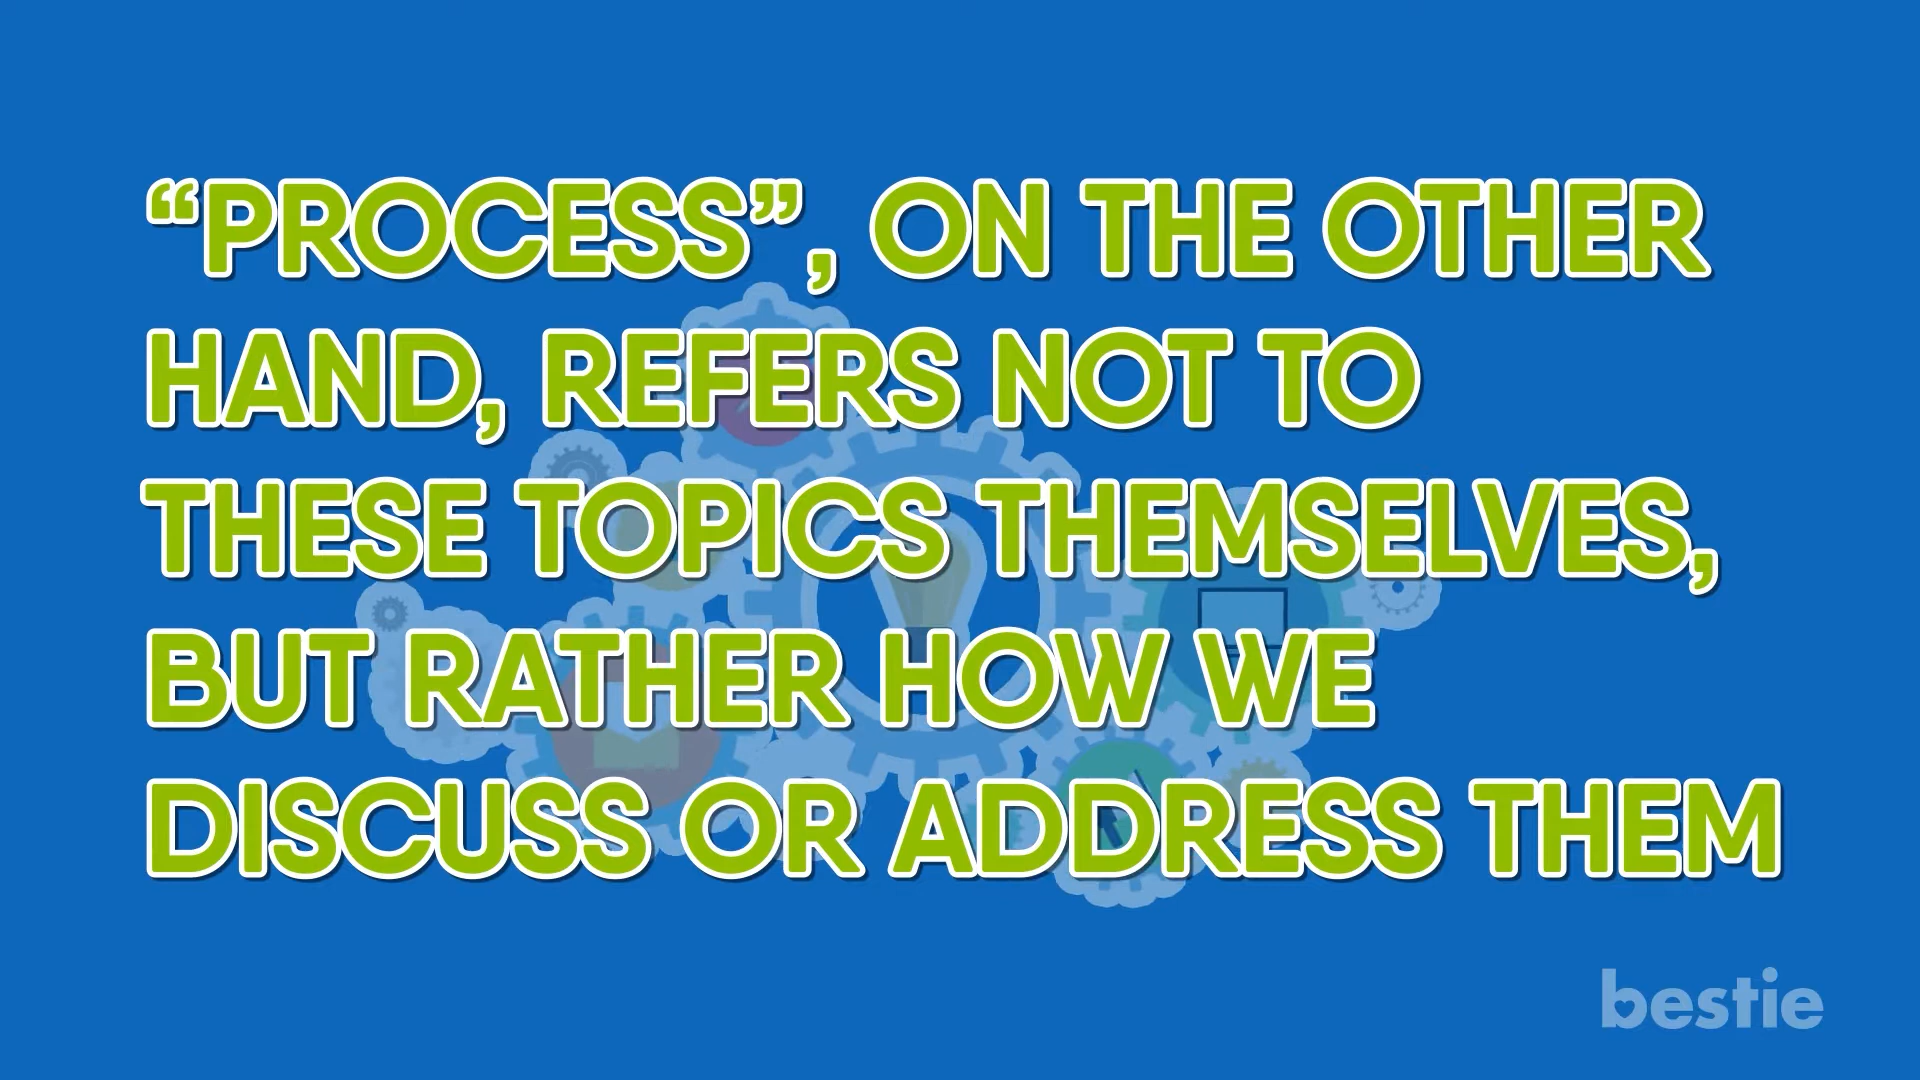 “PROCESS”, ON THE OTHER
HAND, REFERS NOT TO
THESE TOPICS THEMSELVES,
BUT RATHER HOW WE
DISCUSS OR ADDRESS THEM
bestie